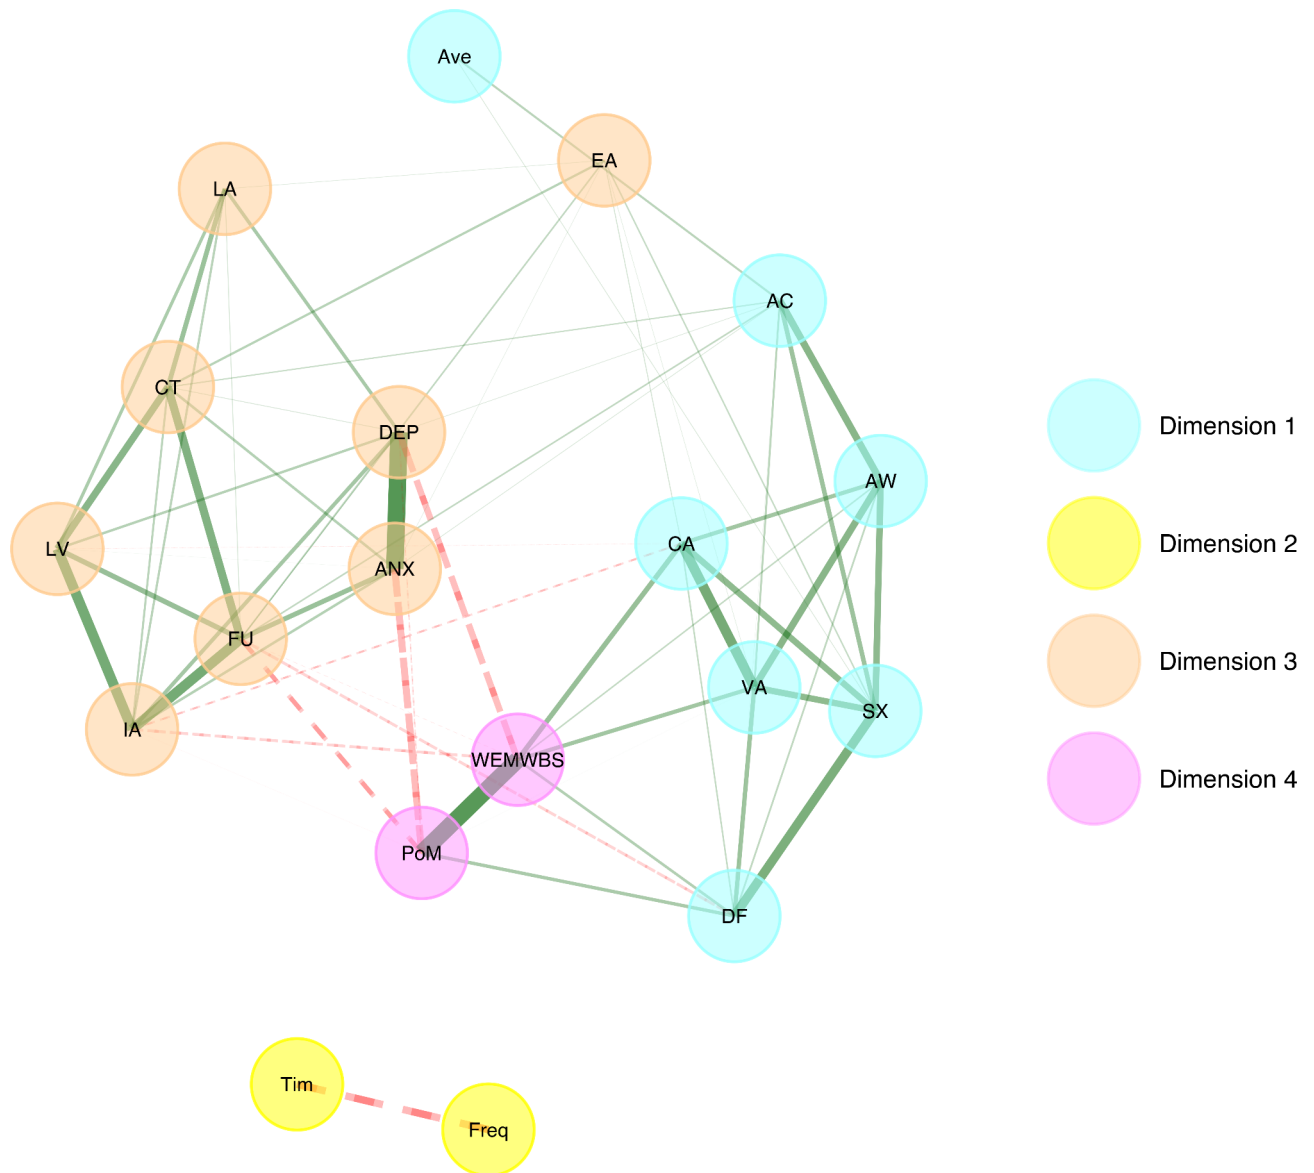 Ave
EA
LA
AC
CT
DEP
AW
CA
LV
ANX
FU
VA
SX
IA
WEMWBS
PoM
DF
Tim
Freq
Dimension 1
Dimension 2
Dimension 3
Dimension 4